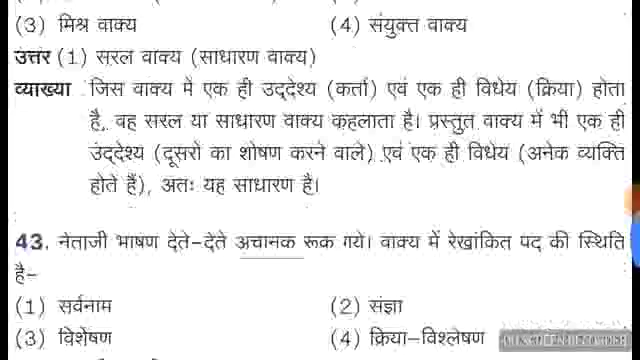 (3) मिश्र वाक्य (4) संयुक्त वाक्य
उत्तर (1) सरल वाक्य (साधारण वाक्य)
व्याख्या जिस वाक्य में एक ही उद्देश्य (कर्ता) एवं एक ही विधेय (क्रिया) होता
है, वह सरल या साधारण वाक्य कहलाता है। प्रस्तुत वाक्य में भी एक ही
उद्देश्य (दूसरो का शोषण करने वाले) एवं एक ही विधेय (अनेक व्यक्ति
होते हैं), अतः यह साधारण है।
43. नेताजी भाषण देते-देते अचानक रूक गये। वाक्य में रेखांकित पद की स्थिति
है-
(1) सर्वनाम (2) संज्ञा
(3) विशेषण (4) क्रिया-विश्लेषण